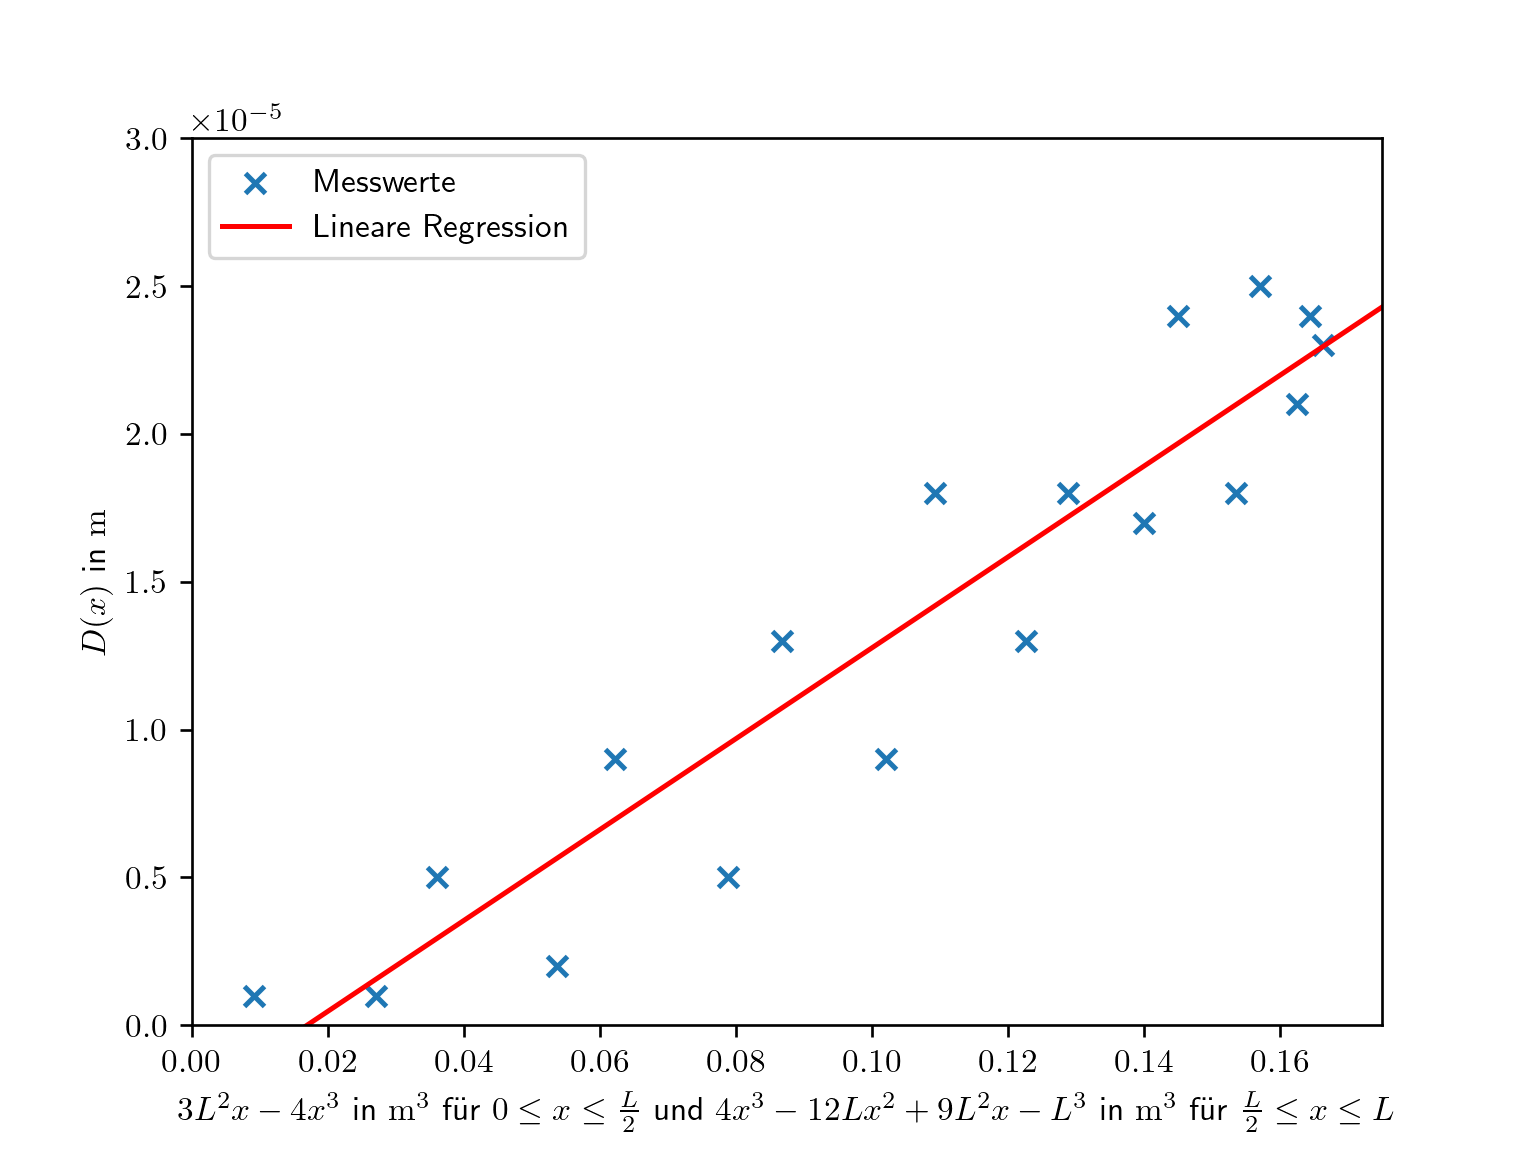 ×10⁻⁵
Messwerte
Lineare Regression
3.0
2.5
2.0
1.5
1.0
0.5
0.0
D(x) in m
0.00 0.02 0.04 0.06 0.08 0.10 0.12 0.14 0.16
3L²x − 4x³ in m³ für 0 ≤ x ≤ L/2 und 4x³ − 12Lx² + 9L²x − L³ in m³ für L/2 ≤ x ≤ L